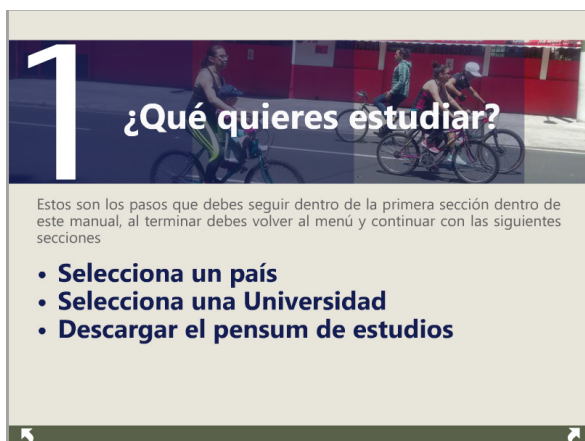 1
¿Qué quieres estudiar?
Estos son los pasos que debes seguir dentro de la primera sección dentro de
este manual, al terminar debes volver al menú y continuar con las siguientes
secciones
• Selecciona un país
• Selecciona una Universidad
• Descargar el pensum de estudios